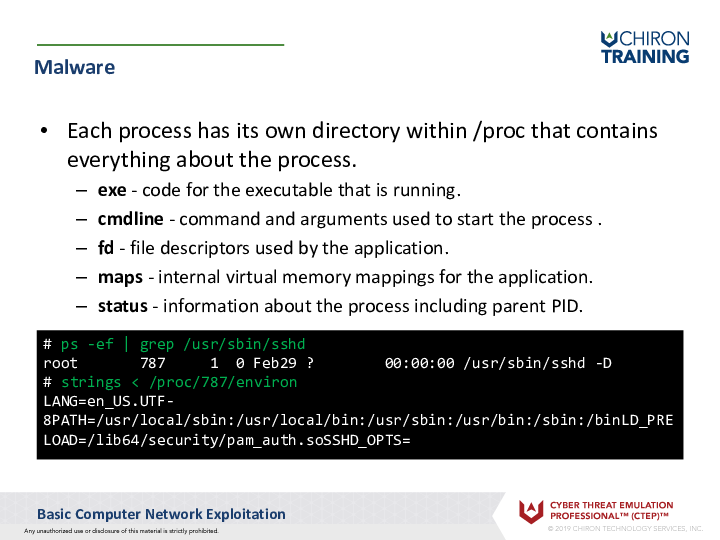 CHIRON
TRAINING
Malware
• Each process has its own directory within /proc that contains
everything about the process.
– exe - code for the executable that is running.
– cmdline - command and arguments used to start the process .
– fd - file descriptors used by the application.
– maps - internal virtual memory mappings for the application.
– status - information about the process including parent PID.
# ps -ef | grep /usr/sbin/sshd
root       787     1  0 Feb29 ?        00:00:00 /usr/sbin/sshd -D
# strings < /proc/787/environ
LANG=en_US.UTF-
8PATH=/usr/local/sbin:/usr/local/bin:/usr/sbin:/usr/bin:/sbin:/binLD_PRE
LOAD=/lib64/security/pam_auth.soSSHD_OPTS=
Basic Computer Network Exploitation
Any unauthorized use or disclosure of this material is strictly prohibited.
CYBER THREAT EMULATION
PROFESSIONAL™ (CTEP)™
© 2019 CHIRON TECHNOLOGY SERVICES, INC.